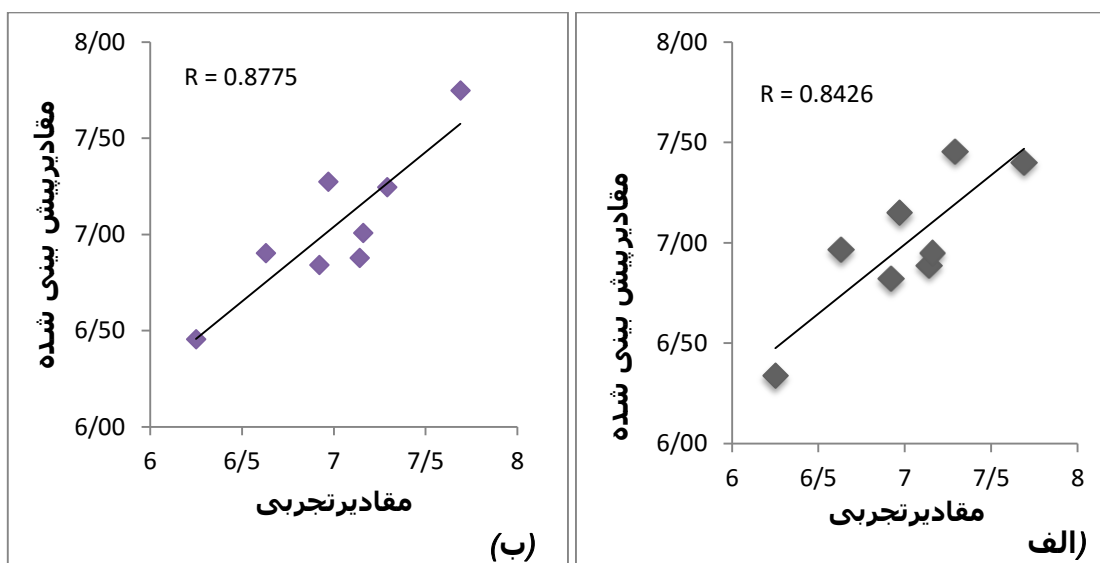 8/00
R = 0.8775
7/50
7/00
6/50
6/00
مقادیرپیش بینی شده
6 6/5 7 7/5 8
مقادیرتجربی
(ب)
8/00
R = 0.8426
7/50
7/00
6/50
6/00
مقادیرپیش بینی شده
6 6/5 7 7/5 8
مقادیرتجربی
الف)